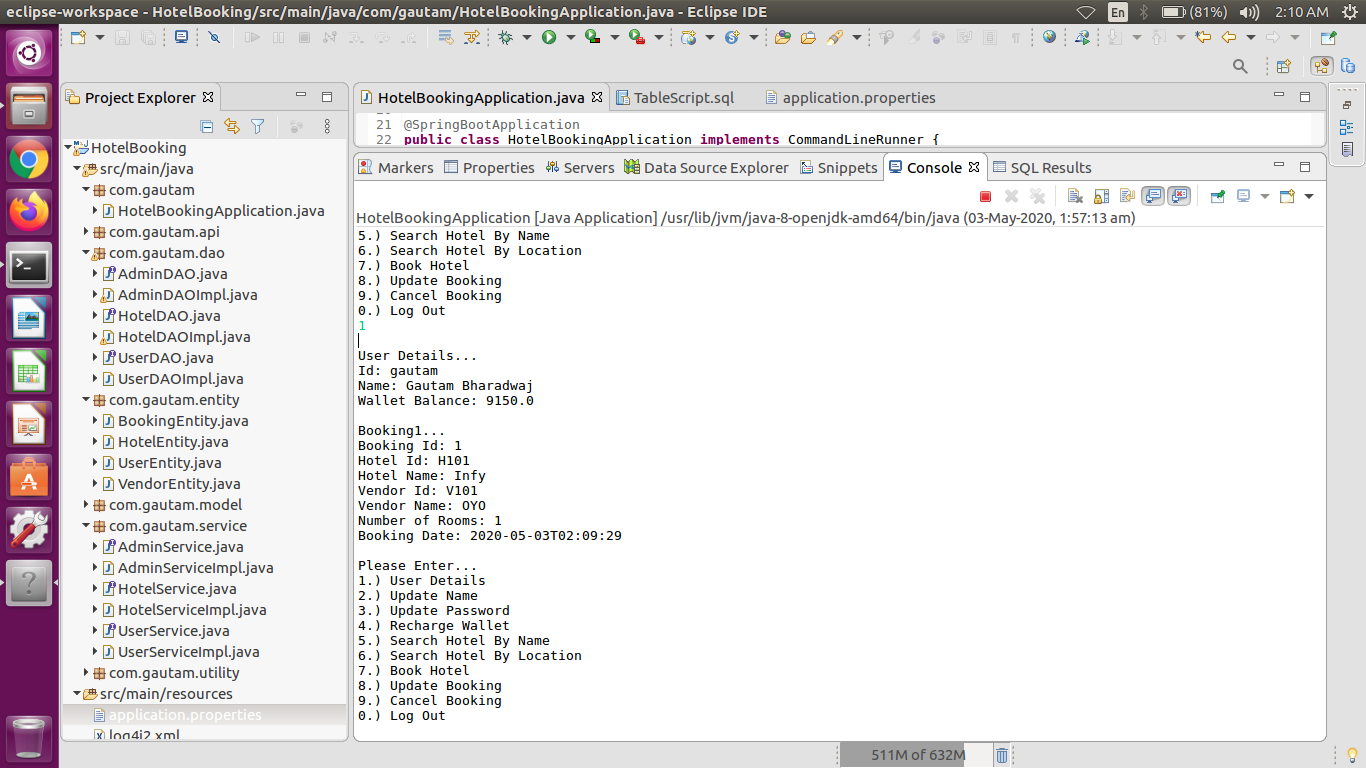 eclipse-workspace - HotelBooking/src/main/java/com/gautam/HotelBookingApplication.java - Eclipse IDE
En
(81%)
2:10 AM
Project Explorer
HotelBooking
src/main/java
com.gautam
HotelBookingApplication.java
com.gautam.api
com.gautam.dao
AdminDAO.java
AdminDAOImpl.java
HotelDAO.java
HotelDAOImpl.java
UserDAO.java
UserDAOImpl.java
com.gautam.entity
BookingEntity.java
HotelEntity.java
UserEntity.java
VendorEntity.java
com.gautam.model
com.gautam.service
AdminService.java
AdminServiceImpl.java
HotelService.java
HotelServiceImpl.java
UserService.java
UserServiceImpl.java
com.gautam.utility
src/main/resources
application.properties
log4j2.xml
HotelBookingApplication.java
TableScript.sql
application.properties
21 @SpringBootApplication
22 public class HotelBookingApplication implements CommandLineRunner {
Markers
Properties
Servers
Data Source Explorer
Snippets
Console
SQL Results
HotelBookingApplication [Java Application] /usr/lib/jvm/java-8-openjdk-amd64/bin/java (03-May-2020, 1:57:13 am)
5.) Search Hotel By Name
6.) Search Hotel By Location
7.) Book Hotel
8.) Update Booking
9.) Cancel Booking
0.) Log Out
1
User Details...
Id: gautam
Name: Gautam Bharadwaj
Wallet Balance: 9150.0
Booking1...
Booking Id: 1
Hotel Id: H101
Hotel Name: Infy
Vendor Id: V101
Vendor Name: OYO
Number of Rooms: 1
Booking Date: 2020-05-03T02:09:29
Please Enter...
1.) User Details
2.) Update Name
3.) Update Password
4.) Recharge Wallet
5.) Search Hotel By Name
6.) Search Hotel By Location
7.) Book Hotel
8.) Update Booking
9.) Cancel Booking
0.) Log Out
511M of 632M